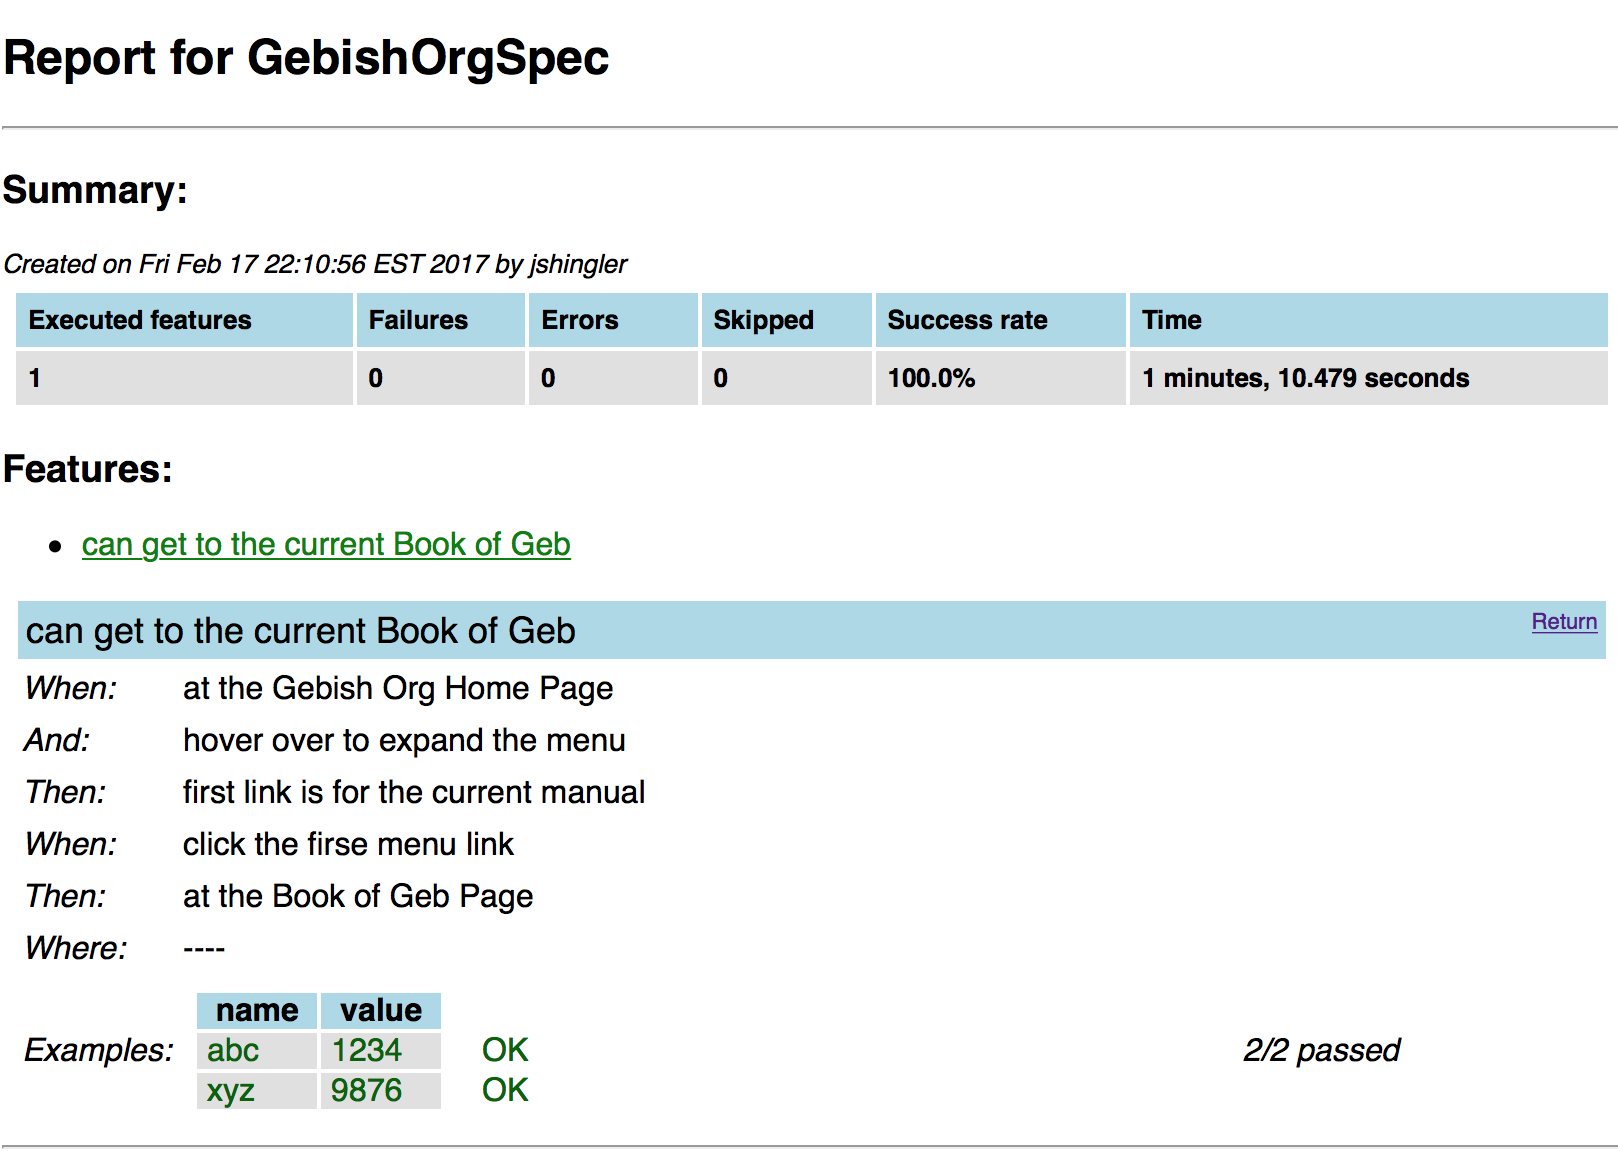 Report for GebishOrgSpec
Summary:
Created on Fri Feb 17 22:10:56 EST 2017 by jshingler
Executed features Failures Errors Skipped Success rate Time
1 0 0 0 100.0% 1 minutes, 10.479 seconds
Features:
• can get to the current Book of Geb
can get to the current Book of Geb Return
When: at the Gebish Org Home Page
And: hover over to expand the menu
Then: first link is for the current manual
When: click the firse menu link
Then: at the Book of Geb Page
Where: ----
name value
Examples: abc 1234 OK 2/2 passed
xyz 9876 OK